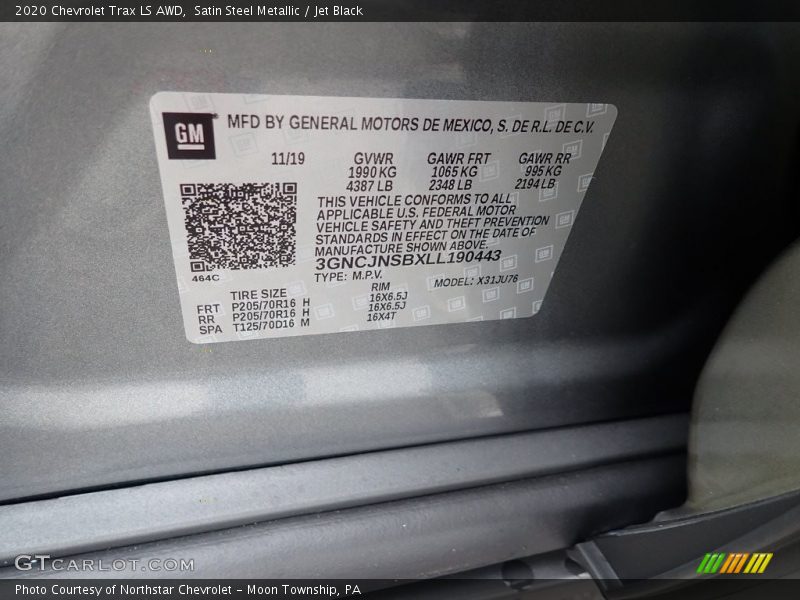 2020 Chevrolet Trax LS AWD,  Satin Steel Metallic / Jet Black
GM
MFD BY GENERAL MOTORS DE MEXICO, S. DE R.L. DE C.V.
11/19 GVWR GAWR FRT GAWR RR
1990 KG 1065 KG 995 KG
4387 LB 2348 LB 2194 LB
THIS VEHICLE CONFORMS TO ALL
APPLICABLE U.S. FEDERAL MOTOR
VEHICLE SAFETY AND THEFT PREVENTION
STANDARDS IN EFFECT ON THE DATE OF
MANUFACTURE SHOWN ABOVE.
3GNCJNSBXLL190443
464C
TYPE: M.P.V. MODEL: X31JU76
TIRE SIZE RIM
FRT P205/70R16 H 16X6.5J
RR P205/70R16 H 16X6.5J
SPA T125/70D16 M 16X4T
GTCARLOT.COM
Photo Courtesy of Northstar Chevrolet - Moon Township, PA